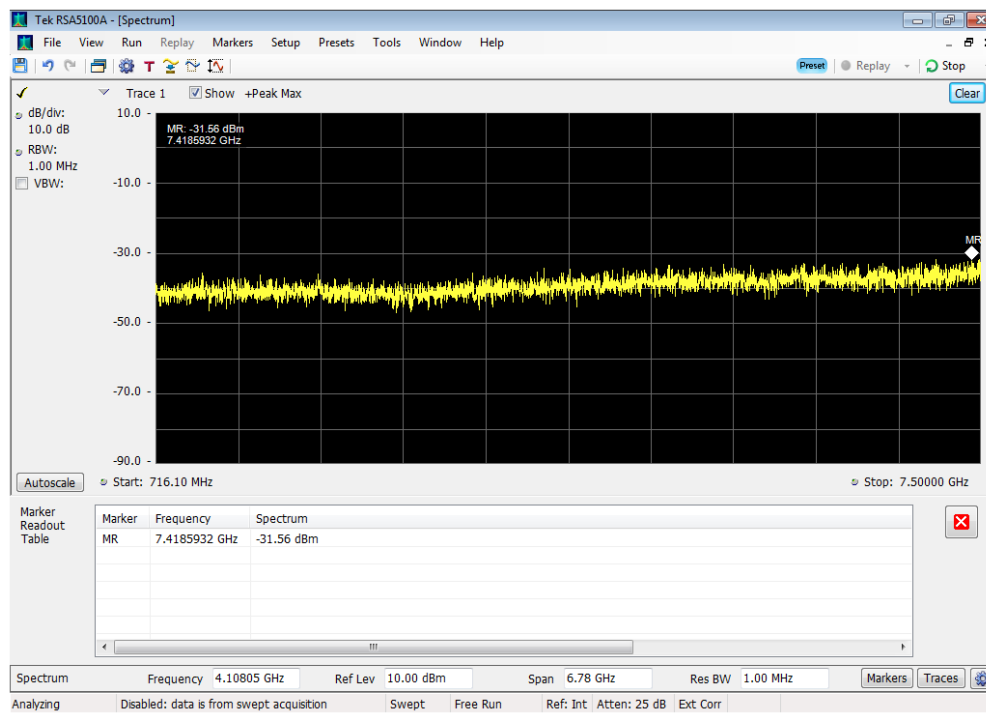 Tek RSA5100A - [Spectrum]
File View Run Replay Markers Setup Presets Tools Window Help
T Preset Replay Stop
Trace 1 Show +Peak Max Clear
dB/div:
10.0 dB
RBW:
1.00 MHz
VBW:
10.0 -
-10.0 -
-30.0 -
-50.0 -
-70.0 -
-90.0 -
MR: -31.56 dBm
7.4185932 GHz
MR
Autoscale Start: 716.10 MHz Stop: 7.50000 GHz
Marker
Readout
Table
Marker Frequency Spectrum
MR 7.4185932 GHz -31.56 dBm
Spectrum Frequency 4.10805 GHz Ref Lev 10.00 dBm Span 6.78 GHz Res BW 1.00 MHz Markers Traces
Analyzing Disabled: data is from swept acquisition Swept Free Run Ref: Int Atten: 25 dB Ext Corr